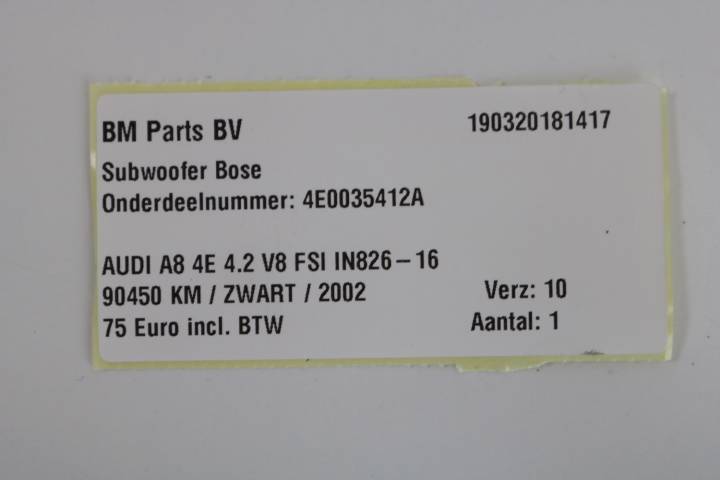 BM Parts BV 190320181417
Subwoofer Bose
Onderdeelnummer: 4E0035412A
AUDI A8 4E 4.2 V8 FSI IN826-16
90450 KM / ZWART / 2002 Verz: 10
75 Euro incl. BTW Aantal: 1